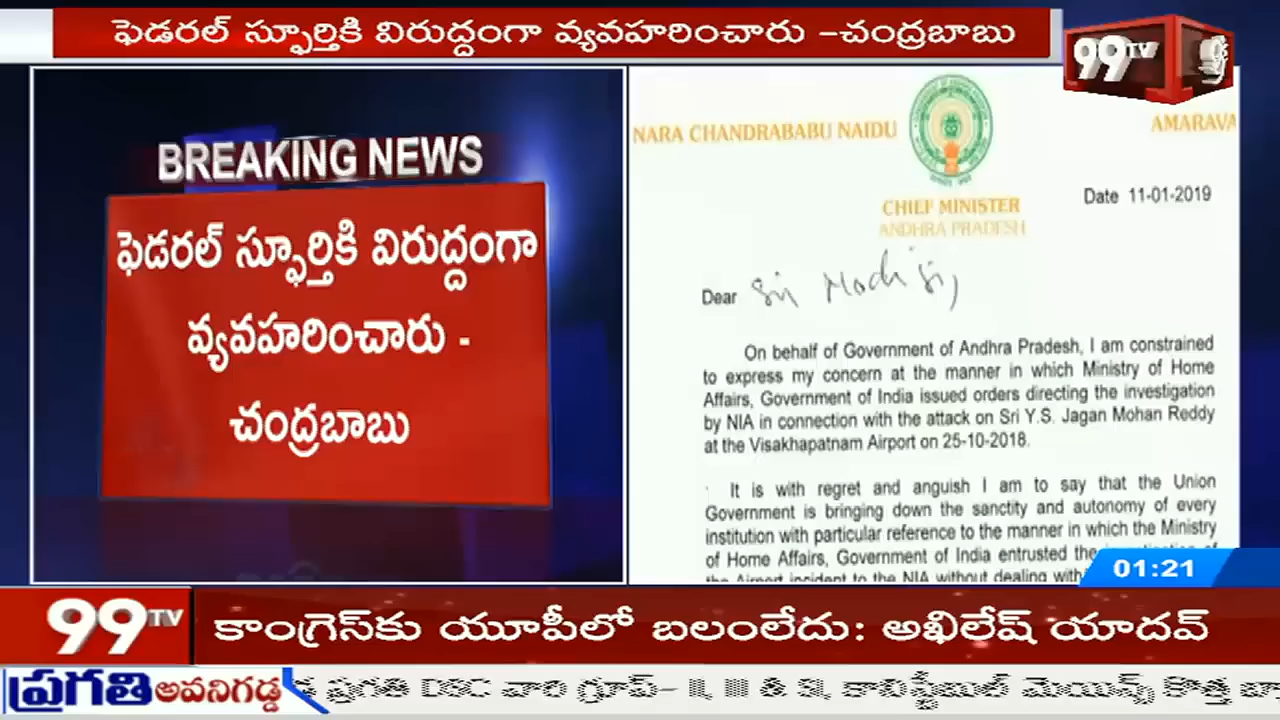 ఫెడరల్ స్ఫూర్తికి విరుద్దంగా వ్యవహరించారు -చంద్రబాబు
99TV
BREAKING NEWS
ఫెడరల్ స్ఫూర్తికి విరుద్దంగా
వ్యవహరించారు -
చంద్రబాబు
NARA CHANDRABABU NAIDU
AMARAVA
CHIEF MINISTER
ANDHRA PRADESH
Date 11-01-2019
Dear Sri Modi ji,
On behalf of Government of Andhra Pradesh, I am constrained
to express my concern at the manner in which Ministry of Home
Affairs, Government of India issued orders directing the investigation
by NIA in connection with the attack on Sri Y.S. Jagan Mohan Reddy
at the Visakhapatnam Airport on 25-10-2018.
It is with regret and anguish I am to say that the Union
Government is bringing down the sanctity and autonomy of every
institution with particular reference to the manner in which the Ministry
of Home Affairs, Government of India entrusted the
the Airport incident to the NIA without dealing with
01:21
99TV
కాంగ్రెస్‌కు యూపీలో బలంలేదు: అఖిలేష్ యాదవ్
ప్రగతి అవనిగడ్డ ప్రగతి DSC వారి గ్రూప్- II, III & SI, కానిస్టేబుల్ మెయిన్స్ కొత్త